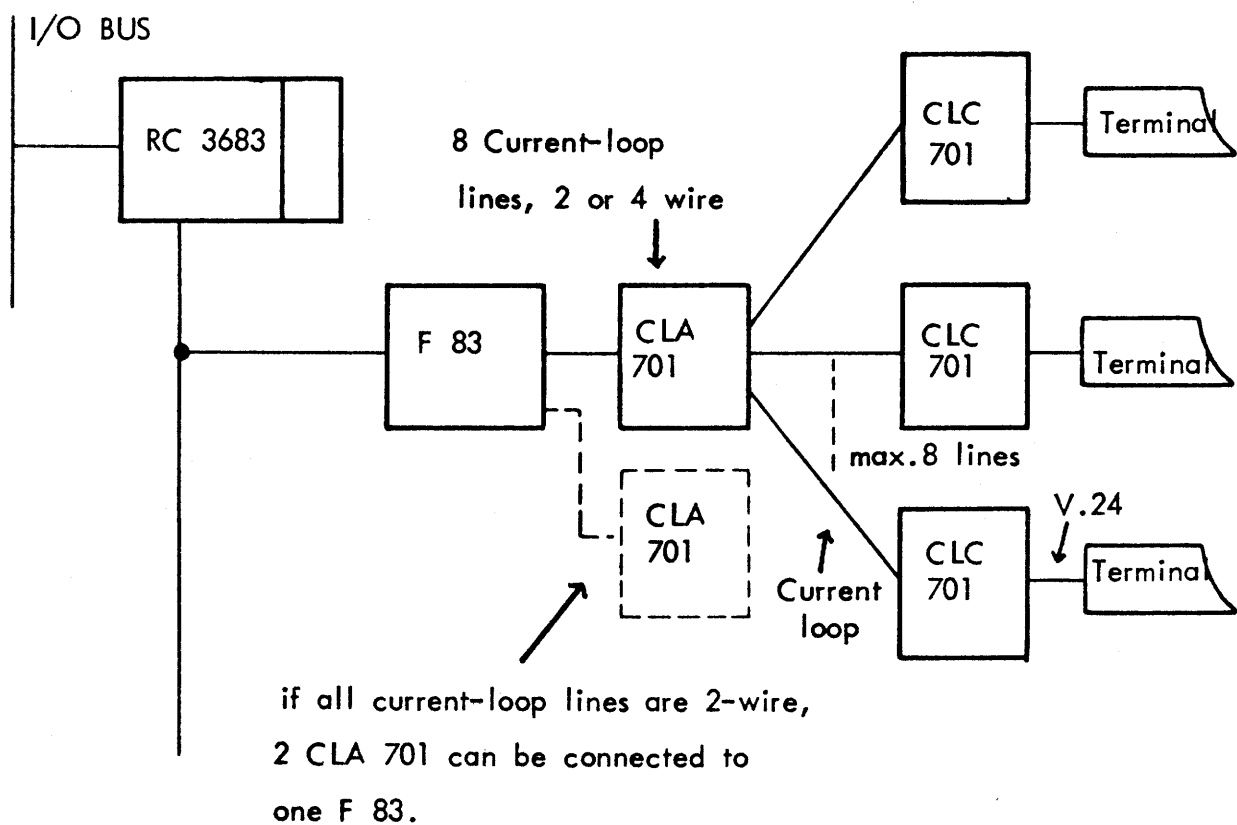 I/O BUS
RC 3683
8 Current-loop
lines, 2 or 4 wire
CLC
701
Terminal
F 83
CLA
701
CLC
701
Terminal
max.8 lines
CLA
701
V.24
CLC
701
Terminal
Current
loop
if all current-loop lines are 2-wire,
2 CLA 701 can be connected to
one F 83.